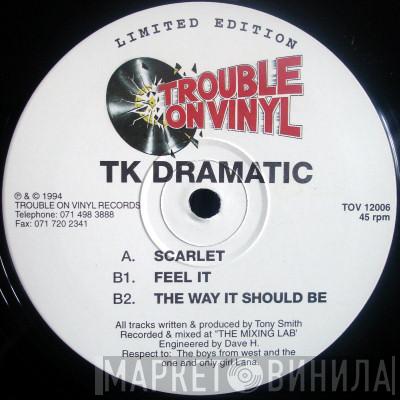 LIMITED EDITION
TROUBLE
ON VINYL
TK DRAMATIC
℗ & © 1994
TROUBLE ON VINYL RECORDS
Telephone: 071 498 3888
Fax: 071 720 2341
TOV 12006
45 rpm
A. SCARLET
B1. FEEL IT
B2. THE WAY IT SHOULD BE
All tracks written & produced by Tony Smith
Recorded & mixed at "THE MIXING LAB'
Engineered by Dave H.
Respect to: The boys from west and the
one and only girl Lana.
МАРКЕТ ВИНИЛА